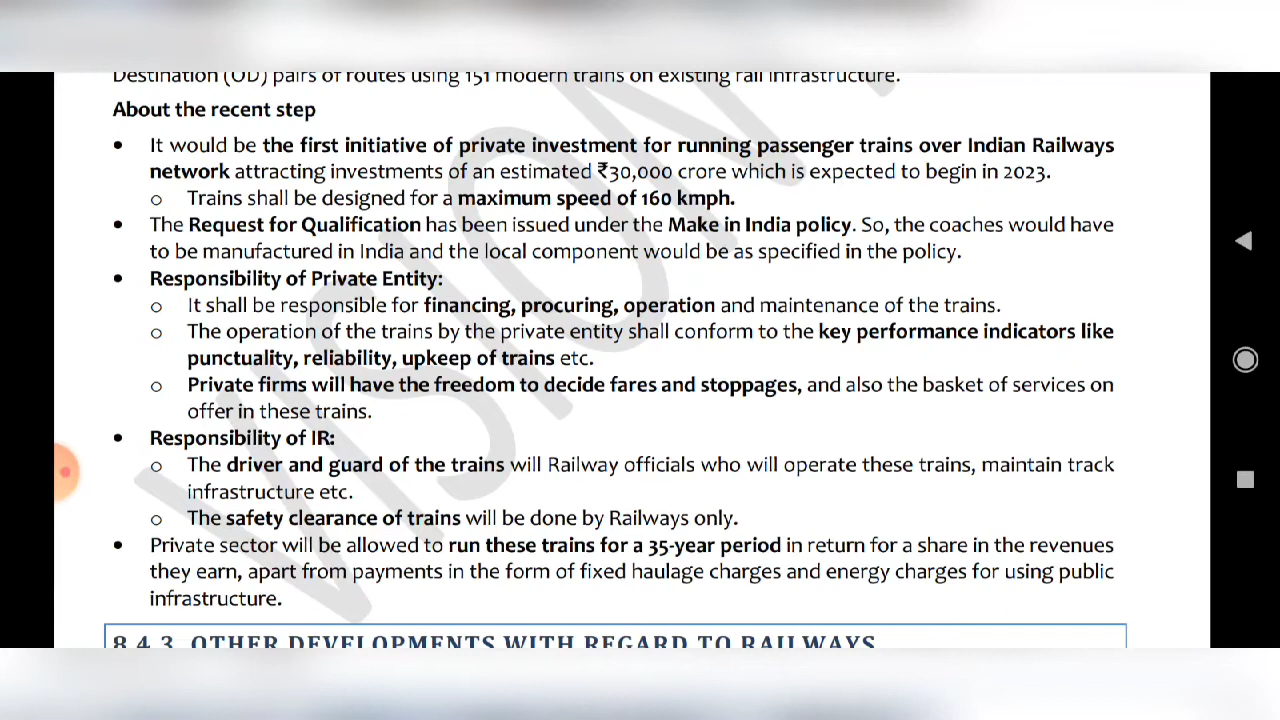 Destination (OD) pairs of routes using 151 modern trains on existing rail infrastructure.
About the recent step
• It would be the first initiative of private investment for running passenger trains over Indian Railways
network attracting investments of an estimated ₹30,000 crore which is expected to begin in 2023.
o Trains shall be designed for a maximum speed of 160 kmph.
• The Request for Qualification has been issued under the Make in India policy. So, the coaches would have
to be manufactured in India and the local component would be as specified in the policy.
• Responsibility of Private Entity:
o It shall be responsible for financing, procuring, operation and maintenance of the trains.
o The operation of the trains by the private entity shall conform to the key performance indicators like
punctuality, reliability, upkeep of trains etc.
o Private firms will have the freedom to decide fares and stoppages, and also the basket of services on
offer in these trains.
• Responsibility of IR:
o The driver and guard of the trains will Railway officials who will operate these trains, maintain track
infrastructure etc.
o The safety clearance of trains will be done by Railways only.
• Private sector will be allowed to run these trains for a 35-year period in return for a share in the revenues
they earn, apart from payments in the form of fixed haulage charges and energy charges for using public
infrastructure.
8.4.3. OTHER DEVELOPMENTS WITH REGARD TO RAILWAYS
VISION